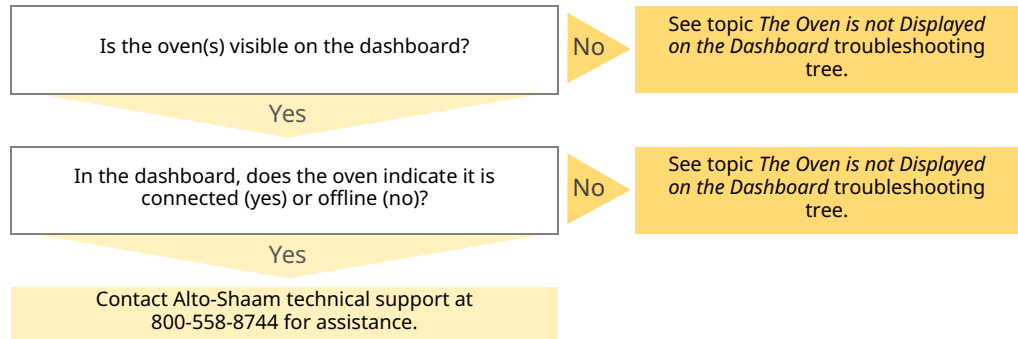 Is the oven(s) visible on the dashboard?
No
See topic The Oven is not Displayed
on the Dashboard troubleshooting
tree.
Yes
In the dashboard, does the oven indicate it is
connected (yes) or offline (no)?
No
See topic The Oven is not Displayed
on the Dashboard troubleshooting
tree.
Yes
Contact Alto-Shaam technical support at
800-558-8744 for assistance.